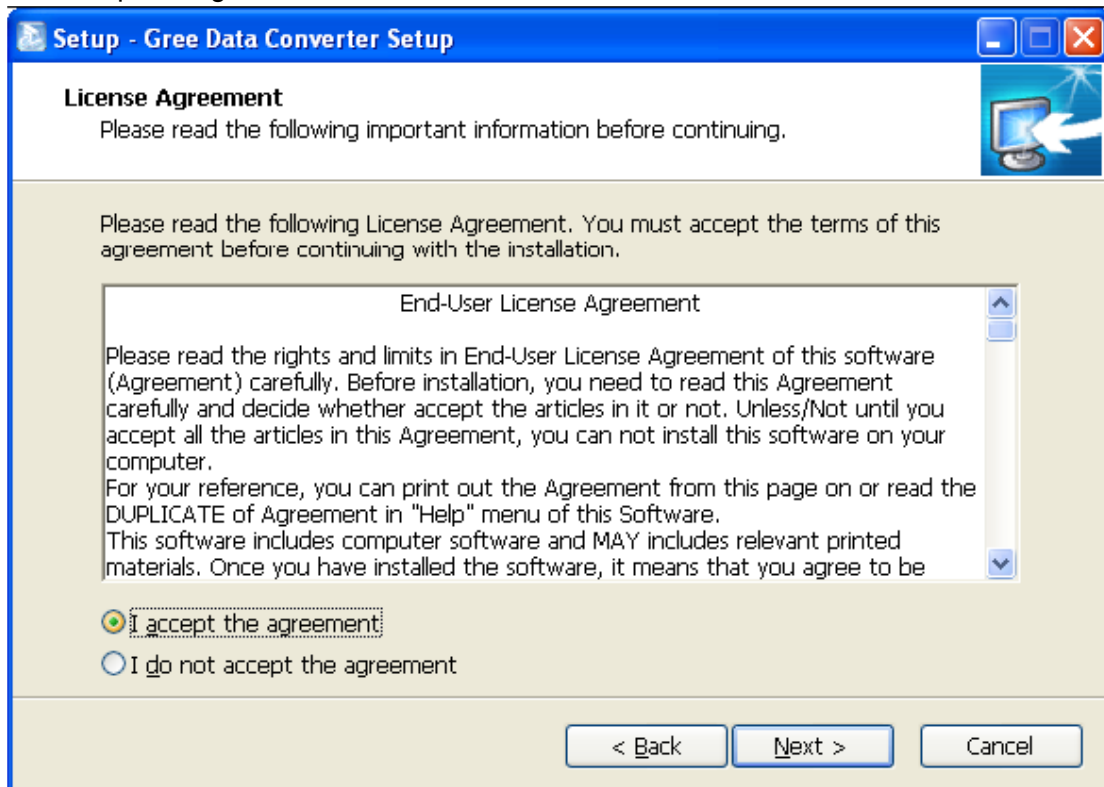 Setup - Gree Data Converter Setup
License Agreement
Please read the following important information before continuing.
Please read the following License Agreement. You must accept the terms of this
agreement before continuing with the installation.
End-User License Agreement
Please read the rights and limits in End-User License Agreement of this software
(Agreement) carefully. Before installation, you need to read this Agreement
carefully and decide whether accept the articles in it or not. Unless/Not until you
accept all the articles in this Agreement, you can not install this software on your
computer.
For your reference, you can print out the Agreement from this page on or read the
DUPLICATE of Agreement in "Help" menu of this Software.
This software includes computer software and MAY includes relevant printed
materials. Once you have installed the software, it means that you agree to be
I accept the agreement
I do not accept the agreement
< Back Next > Cancel